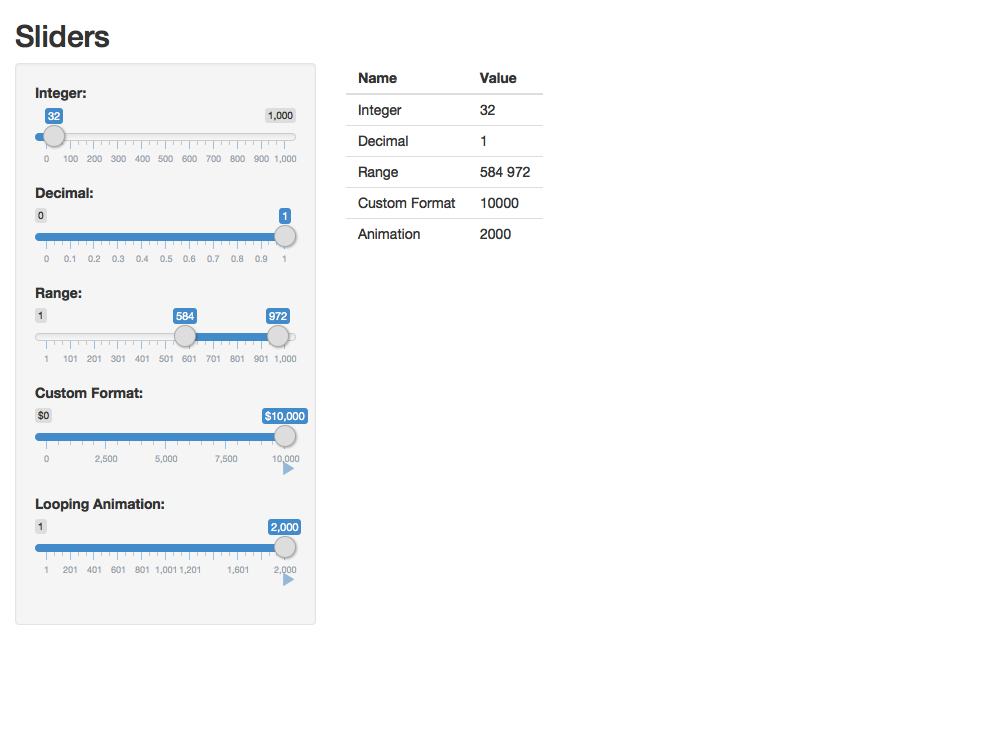 Sliders
Integer:
32 1,000
0 100 200 300 400 500 600 700 800 900 1,000
Decimal:
0 1
0 0.1 0.2 0.3 0.4 0.5 0.6 0.7 0.8 0.9 1
Range:
1 584 972
1 101 201 301 401 501 601 701 801 901 1,000
Custom Format:
$0 $10,000
0 2,500 5,000 7,500 10,000
Looping Animation:
1 2,000
1 201 401 601 801 1,001 1,201 1,601 2,000
Name Value
Integer 32
Decimal 1
Range 584 972
Custom Format 10000
Animation 2000